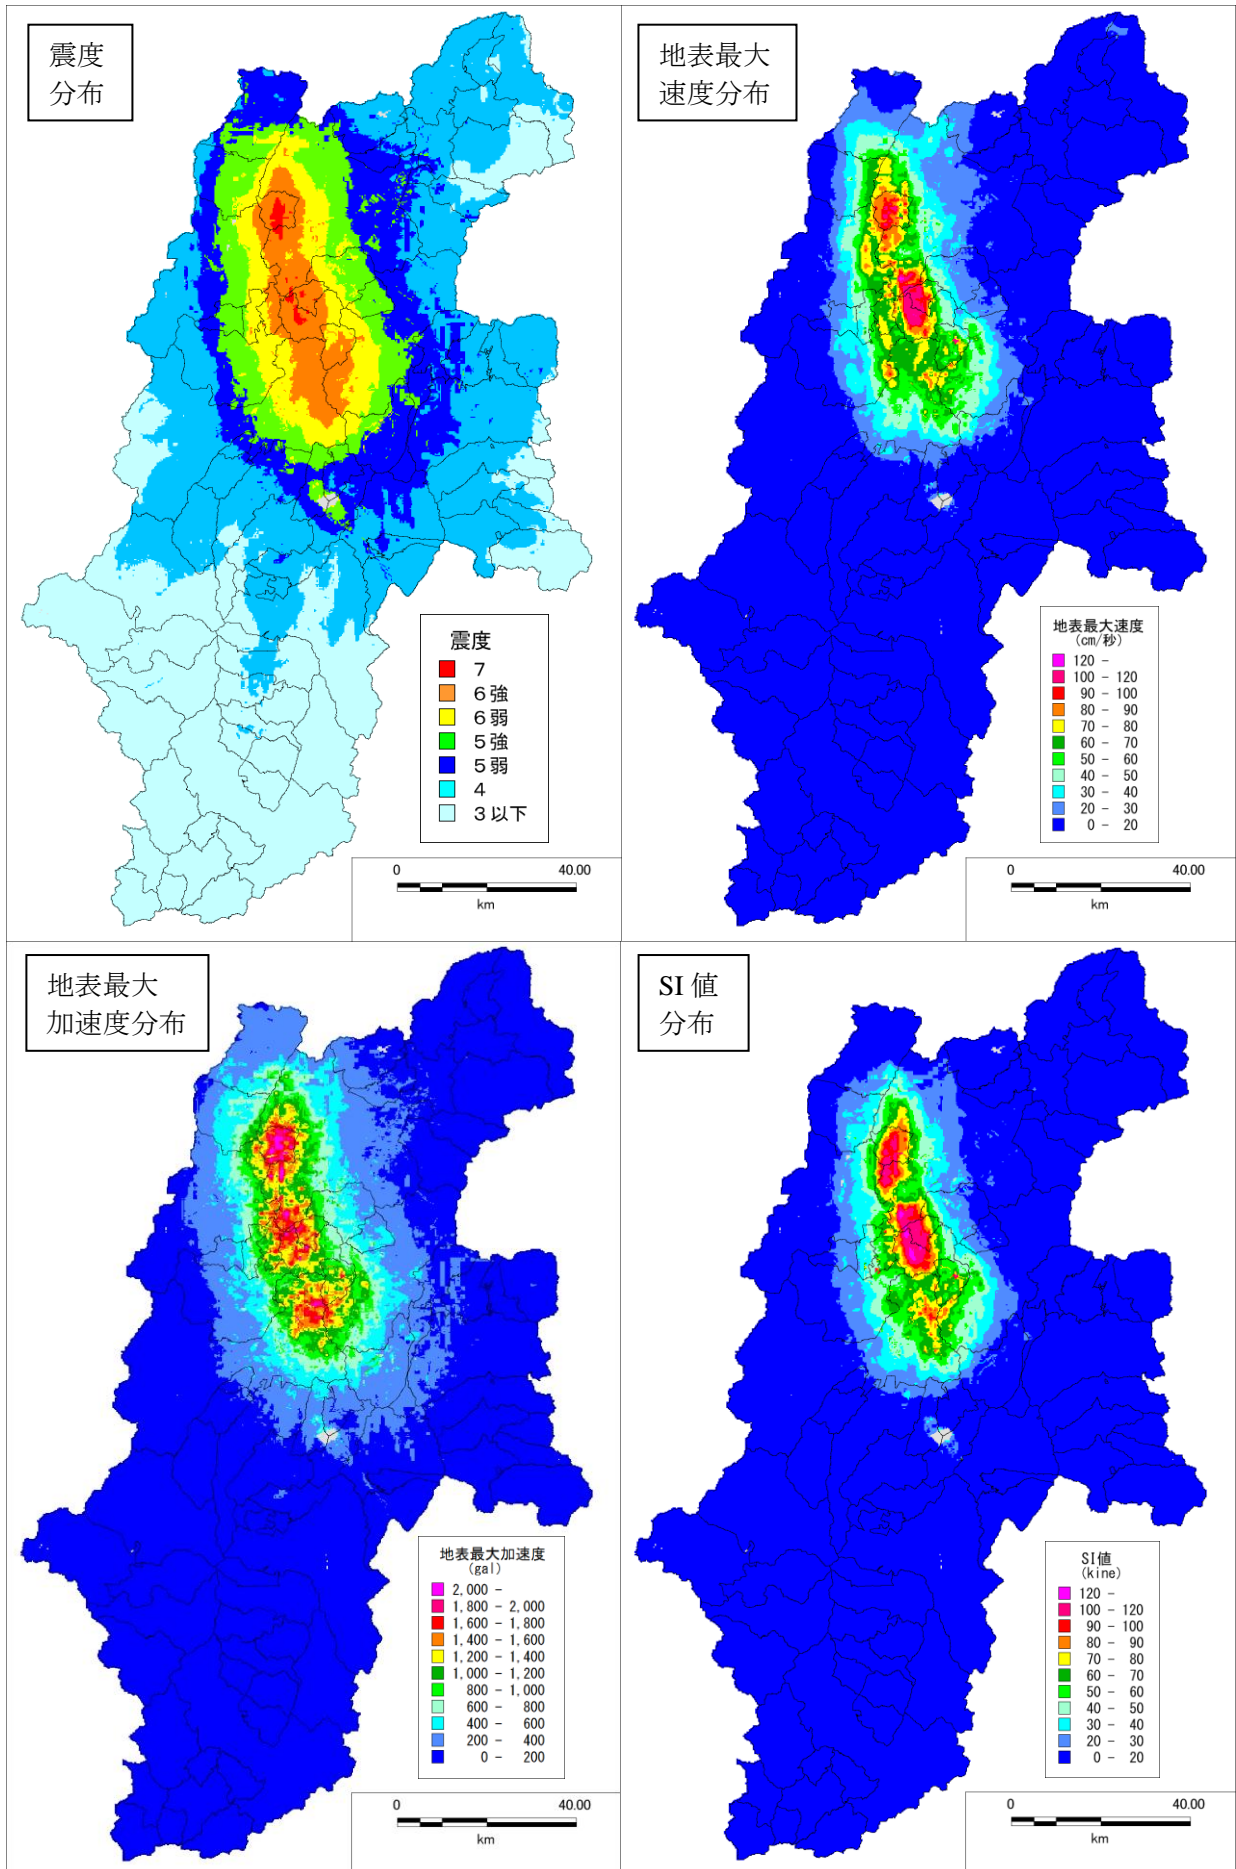 震度
分布
震度
7
6強
6弱
5強
5弱
4
3以下
0 40.00
km
地表最大
速度分布
地表最大速度
(cm/秒)
120 -
100 - 120
90 - 100
80 - 90
70 - 80
60 - 70
50 - 60
40 - 50
30 - 40
20 - 30
0 - 20
0 40.00
km
地表最大
加速度分布
地表最大加速度
(gal)
2,000 -
1,800 - 2,000
1,600 - 1,800
1,400 - 1,600
1,200 - 1,400
1,000 - 1,200
800 - 1,000
600 - 800
400 - 600
200 - 400
0 - 200
0 40.00
km
SI 値
分布
SI値
(kine)
120 -
100 - 120
90 - 100
80 - 90
70 - 80
60 - 70
50 - 60
40 - 50
30 - 40
20 - 30
0 - 20
0 40.00
km